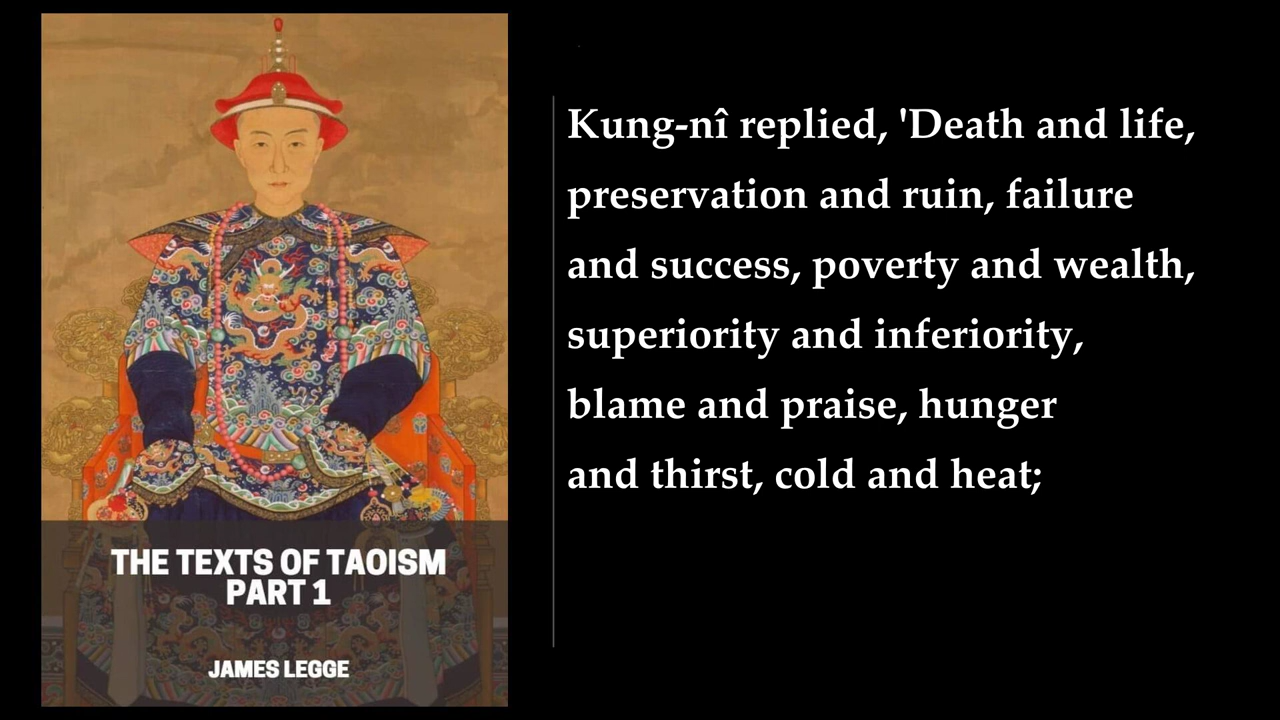 THE TEXTS OF TAOISM
PART 1
JAMES LEGGE
Kung-nî replied, 'Death and life,
preservation and ruin, failure
and success, poverty and wealth,
superiority and inferiority,
blame and praise, hunger
and thirst, cold and heat;